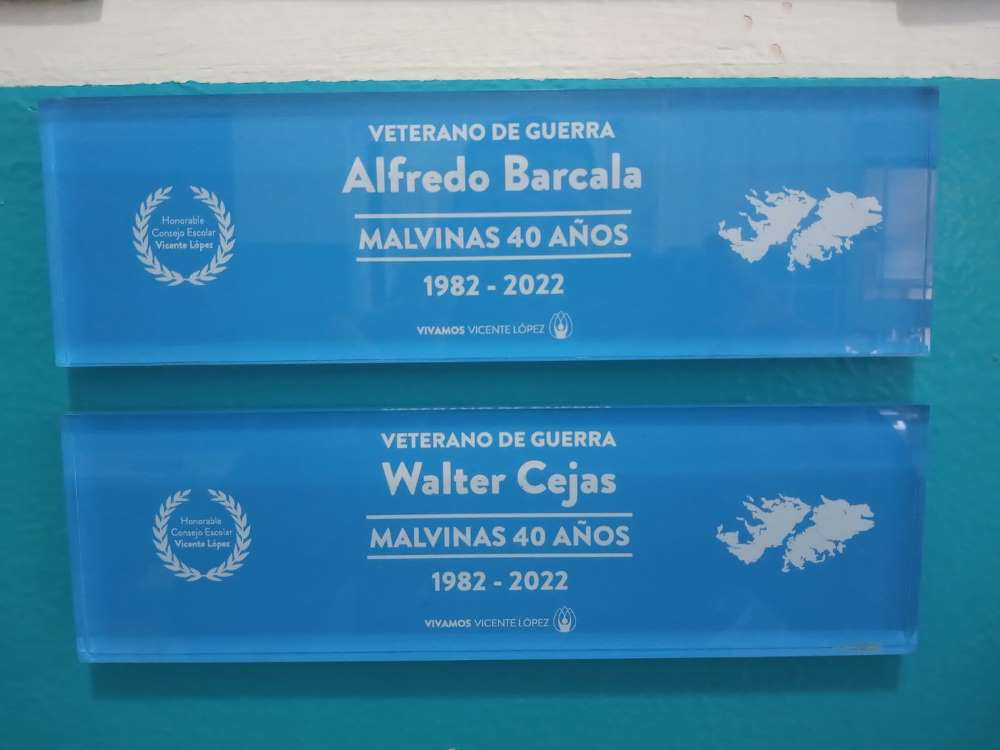 VETERANO DE GUERRA
Alfredo Barcala
MALVINAS 40 AÑOS
1982 - 2022
VIVAMOS VICENTE LÓPEZ
Honorable
Consejo Escolar
Vicente López
VETERANO DE GUERRA
Walter Cejas
MALVINAS 40 AÑOS
1982 - 2022
VIVAMOS VICENTE LÓPEZ
Honorable
Consejo Escolar
Vicente López